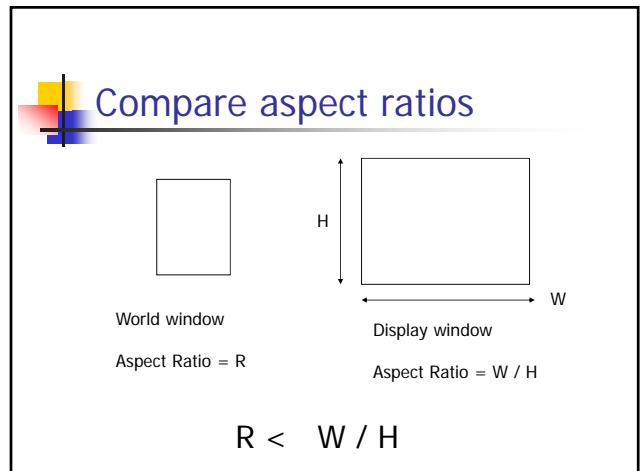 Compare aspect ratios
H
W
World window
Aspect Ratio = R
Display window
Aspect Ratio = W / H
R < W / H